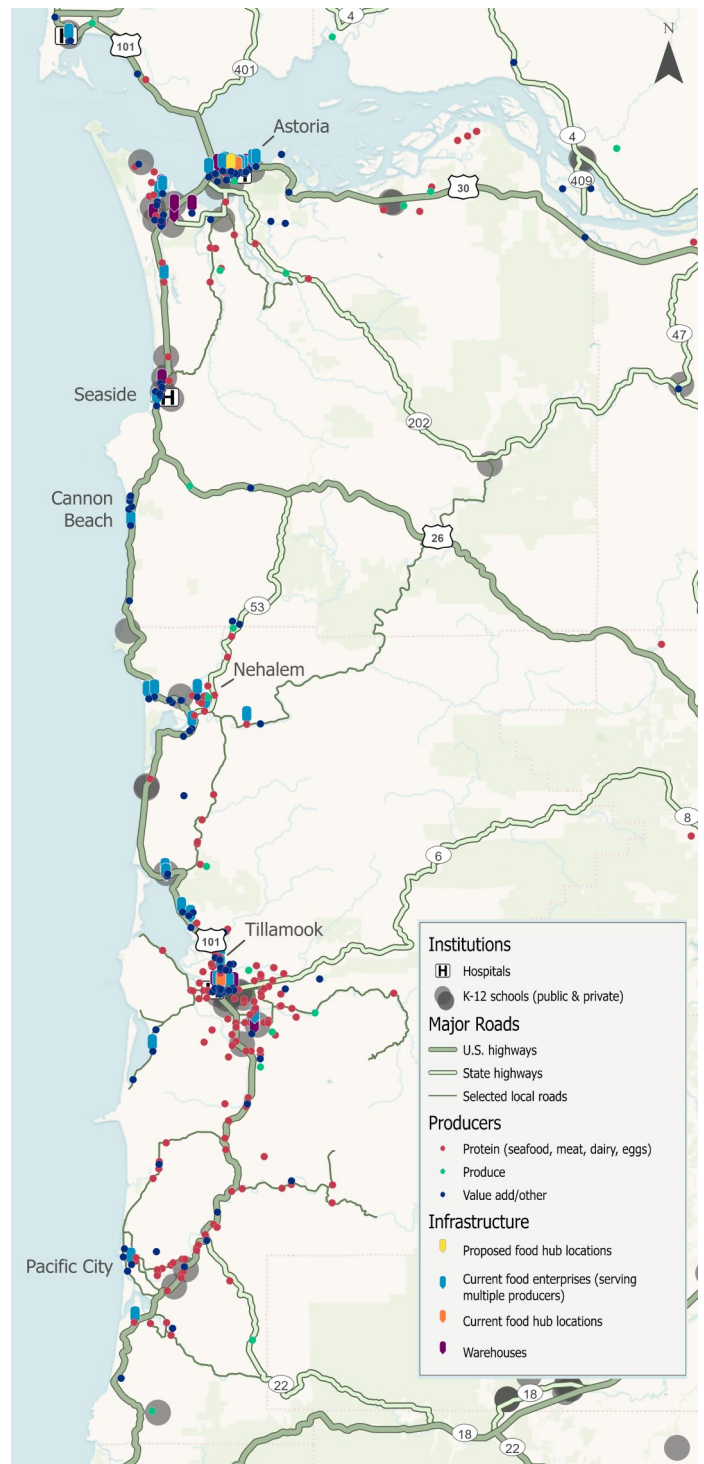 4
101
N
401
Astoria
4
409
30
47
Seaside
202
Cannon
Beach
26
53
Nehalem
8
6
Tillamook
101
Institutions
H Hospitals
K-12 schools (public & private)
Major Roads
U.S. highways
State highways
Selected local roads
Producers
Protein (seafood, meat, dairy, eggs)
Produce
Value add/other
Infrastructure
Proposed food hub locations
Current food enterprises (serving
multiple producers)
Current food hub locations
Warehouses
Pacific City
22
18
18
22
H
H